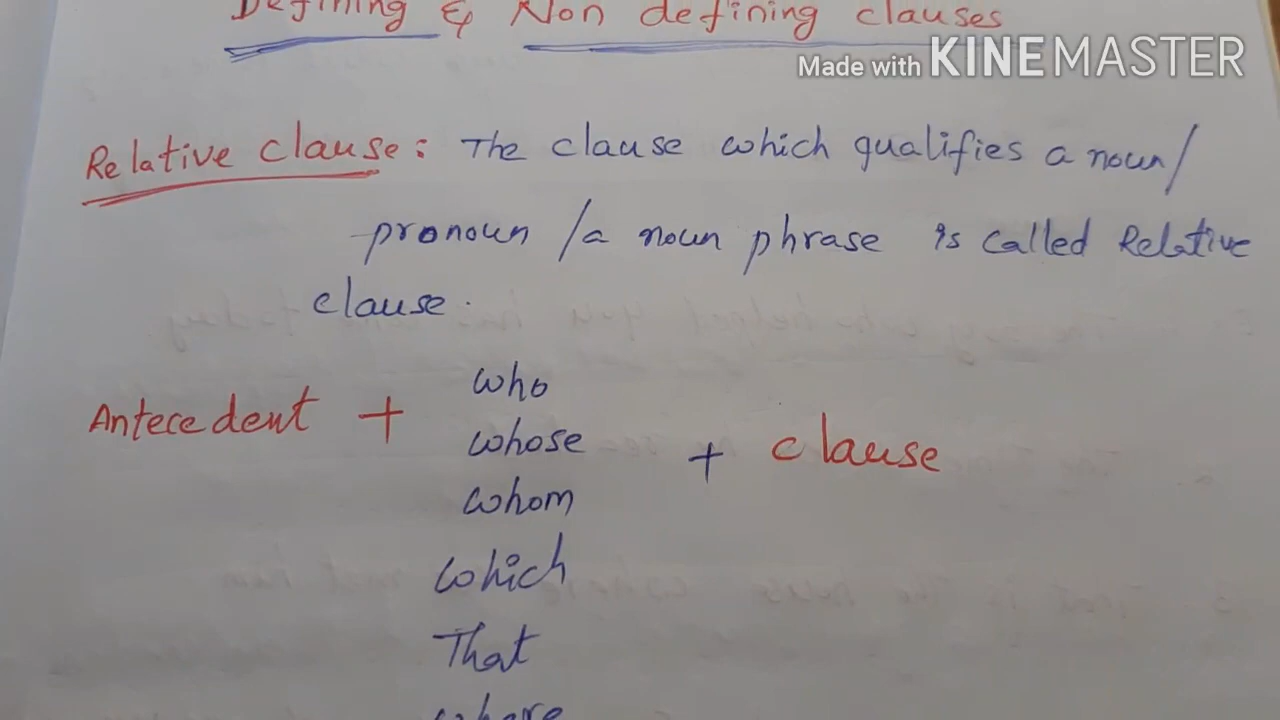 Defining & Non defining clauses
Made with KINEMASTER
Relative clause: The clause which qualifies a noun/
pronoun /a noun phrase is called Relative
clause.
Antecedent + who
whose + clause
whom
which
That
where